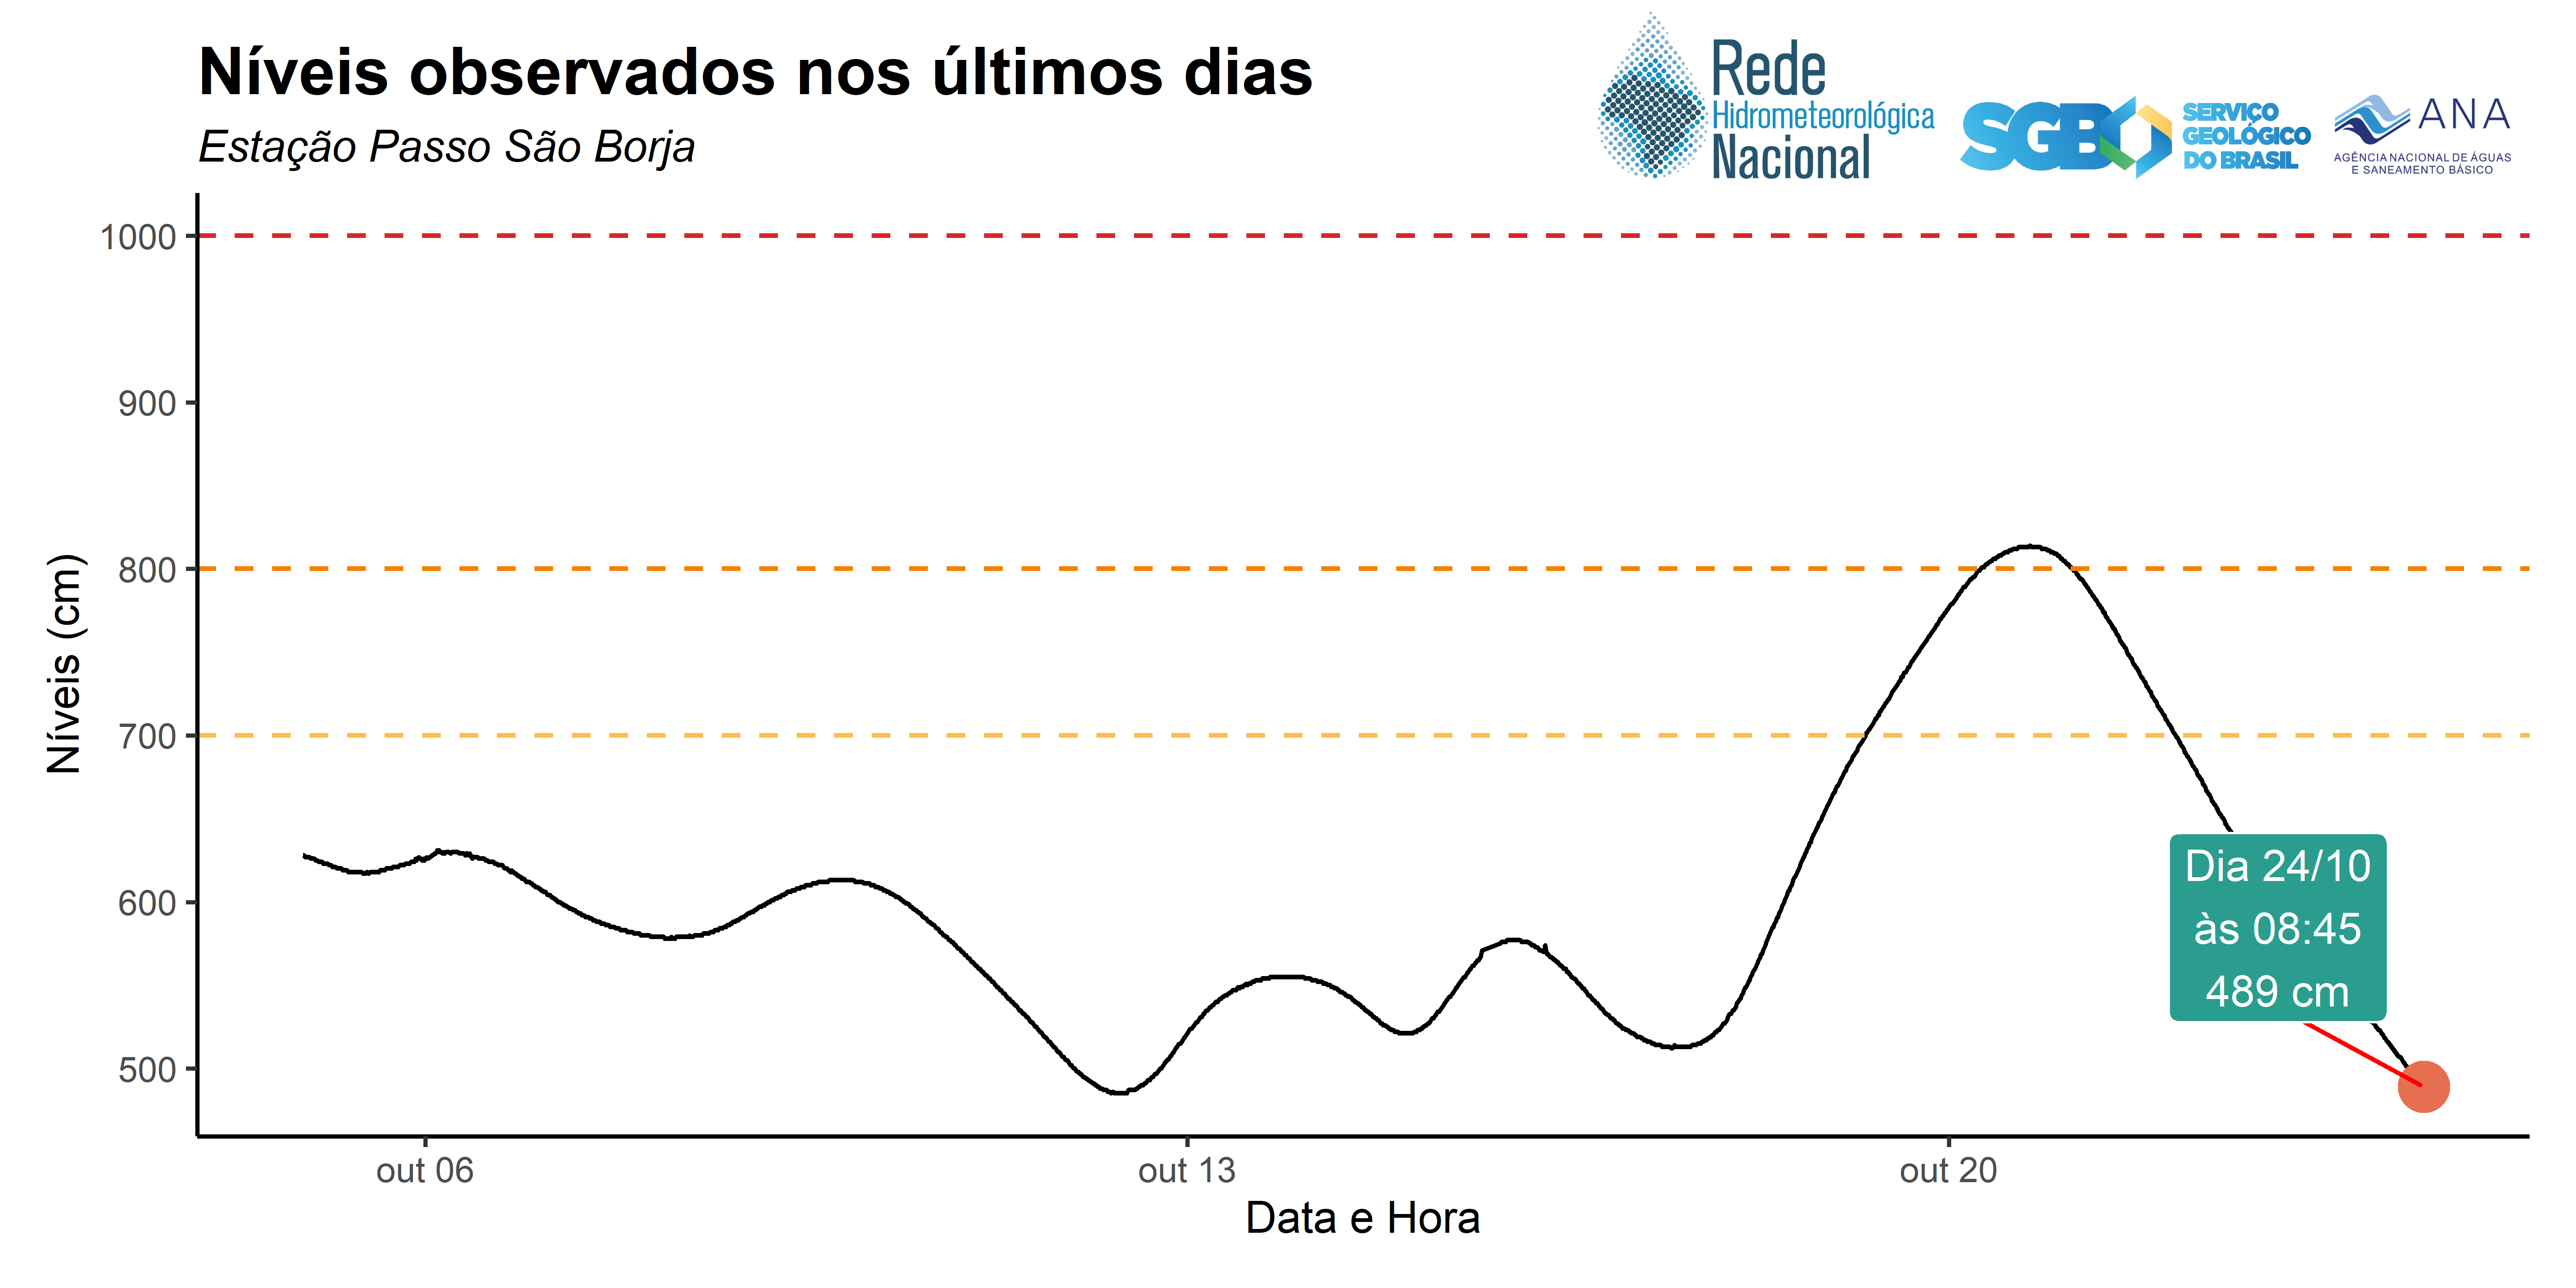 Níveis observados nos últimos dias
Estação Passo São Borja
Rede
Hidrometeorológica
Nacional
SGB
SERVIÇO
GEOLÓGICO
DO BRASIL
ANA
AGÊNCIA NACIONAL DE ÁGUAS
E SANEAMENTO BÁSICO
Níveis (cm)
1000
900
800
700
600
500
Dia 24/10
às 08:45
489 cm
out 06
out 13
out 20
Data e Hora